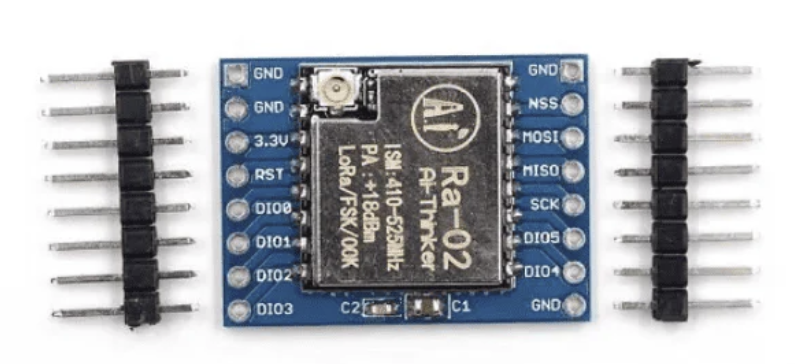 GND
GND
3.3V
RST
DIO0
DIO1
DIO2
DIO3
Ai
Ra-02
AI-Thinker
ISM:410-525MHz
PA:+18dBm
LoRa/FSK/OOK
GND
NSS
MOSI
MISO
SCK
DIO5
DIO4
GND
C2
C1